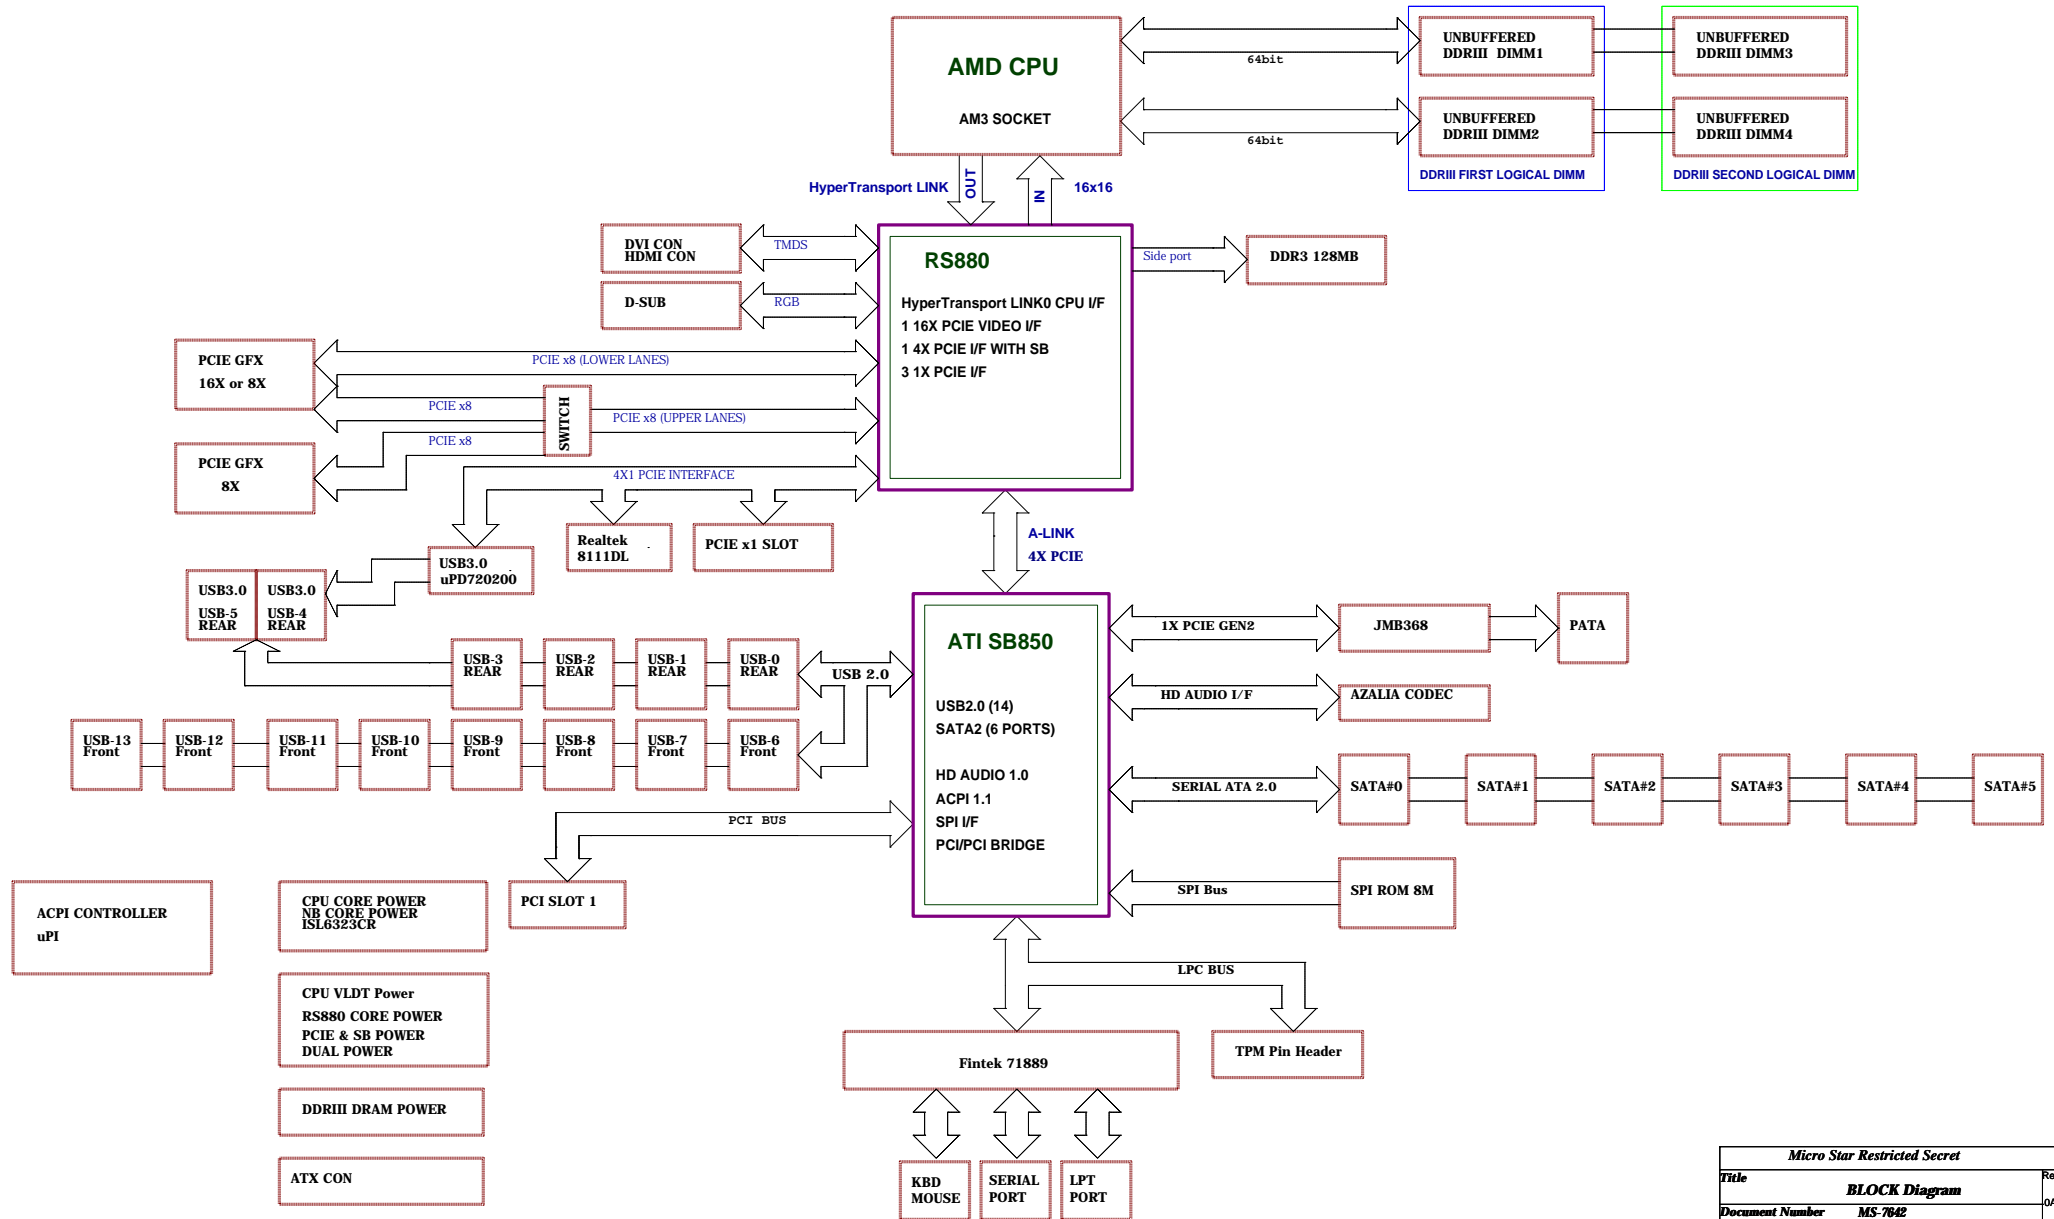 AMD CPU
AM3 SOCKET
64bit
64bit
UNBUFFERED
DDRIII DIMM1
UNBUFFERED
DDRIII DIMM3
UNBUFFERED
DDRIII DIMM2
UNBUFFERED
DDRIII DIMM4
DDRIII FIRST LOGICAL DIMM
DDRIII SECOND LOGICAL DIMM
HyperTransport LINK
OUT
IN
16x16
DVI CON
HDMI CON
TMDS
D-SUB
RGB
RS880
HyperTransport LINK0 CPU I/F
1 16X PCIE VIDEO I/F
1 4X PCIE I/F WITH SB
3 1X PCIE I/F
Side port
DDR3 128MB
PCIE GFX
16X or 8X
PCIE x8 (LOWER LANES)
PCIE x8
SWITCH
PCIE x8 (UPPER LANES)
PCIE x8
PCIE GFX
8X
4X1 PCIE INTERFACE
Realtek
8111DL
PCIE x1 SLOT
A-LINK
4X PCIE
USB3.0
uPD720200
USB3.0
USB-5
REAR
USB3.0
USB-4
REAR
USB-3
REAR
USB-2
REAR
USB-1
REAR
USB-0
REAR
USB 2.0
USB-13
Front
USB-12
Front
USB-11
Front
USB-10
Front
USB-9
Front
USB-8
Front
USB-7
Front
USB-6
Front
ATI SB850
USB2.0 (14)
SATA2 (6 PORTS)
HD AUDIO 1.0
ACPI 1.1
SPI I/F
PCI/PCI BRIDGE
1X PCIE GEN2
JMB368
PATA
HD AUDIO I/F
AZALIA CODEC
SERIAL ATA 2.0
SATA#0
SATA#1
SATA#2
SATA#3
SATA#4
SATA#5
PCI BUS
PCI SLOT 1
SPI Bus
SPI ROM 8M
ACPI CONTROLLER
uPI
CPU CORE POWER
NB CORE POWER
ISL6323CR
CPU VLDT Power
RS880 CORE POWER
PCIE & SB POWER
DUAL POWER
DDRIII DRAM POWER
ATX CON
LPC BUS
Fintek 71889
TPM Pin Header
KBD
MOUSE
SERIAL
PORT
LPT
PORT
Micro Star Restricted Secret
Title
Re
BLOCK Diagram
0A
Document Number MS-7642